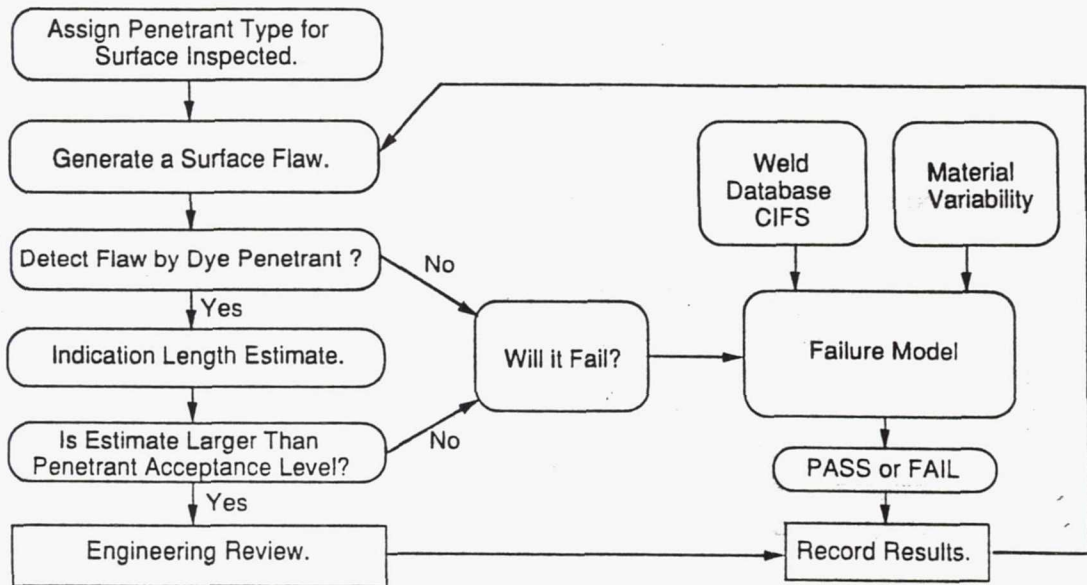 Assign Penetrant Type for
Surface Inspected.
Generate a Surface Flaw.
Detect Flaw by Dye Penetrant ?
No
Yes
Indication Length Estimate.
Is Estimate Larger Than
Penetrant Acceptance Level?
No
Yes
Engineering Review.
Will it Fail?
Weld
Database
CIFS
Material
Variability
Failure Model
PASS or FAIL
Record Results.